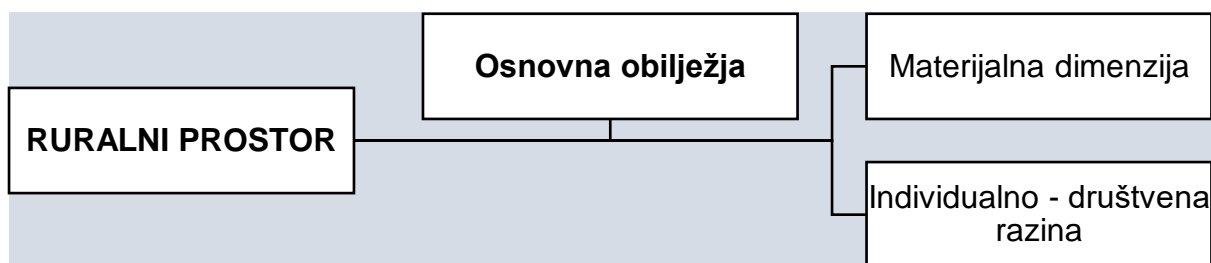 RURALNI PROSTOR
Osnovna obilježja
Materijalna dimenzija
Individualno - društvena
razina